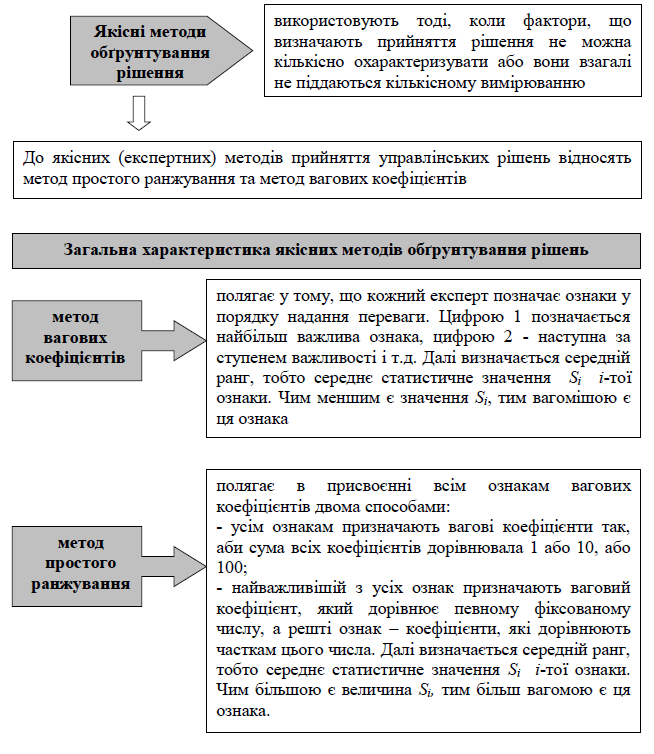 Якісні методи
обґрунтування
рішення
використовують тоді, коли фактори, що
визначають прийняття рішення не можна
кількісно охарактеризувати або вони взагалі
не піддаються кількісному вимірюванню
До якісних (експертних) методів прийняття управлінських рішень відносять
метод простого ранжування та метод вагових коефіцієнтів
Загальна характеристика якісних методів обґрунтування рішень
метод
вагових
коефіцієнтів
полягає у тому, що кожний експерт позначає ознаки у
порядку надання переваги. Цифрою 1 позначається
найбільш важлива ознака, цифрою 2 - наступна за
ступенем важливості і т.д. Далі визначається середній
ранг, тобто середнє статистичне значення Si i-тої
ознаки. Чим меншим є значення Si, тим вагомішою є
ця ознака
метод
простого
ранжування
полягає в присвоєнні всім ознакам вагових
коефіцієнтів двома способами:
- усім ознакам призначають вагові коефіцієнти так,
аби сума всіх коефіцієнтів дорівнювала 1 або 10, або
100;
- найважливішій з усіх ознак призначають ваговий
коефіцієнт, який дорівнює певному фіксованому
числу, а решті ознак – коефіцієнти, які дорівнюють
часткам цього числа. Далі визначається середній ранг,
тобто середнє статистичне значення Si i-тої ознаки.
Чим більшою є величина Si, тим більш вагомою є ця
ознака.